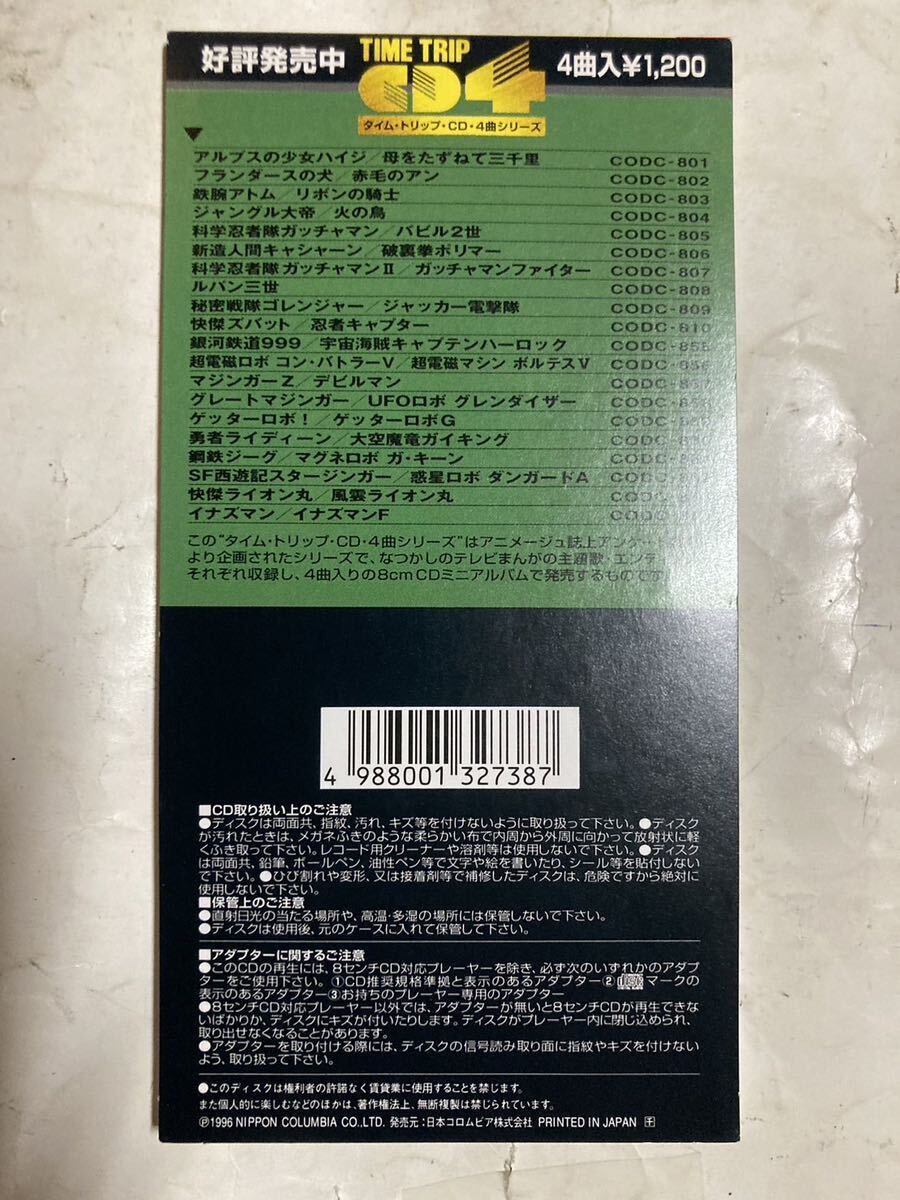 好評発売中
TIME TRIP
CD4
タイム・トリップ・CD・4曲シリーズ
4曲入¥1,200
アルプスの少女ハイジ／母をたずねて三千里 CODC-801
フランダースの犬／赤毛のアン CODC-802
鉄腕アトム／リボンの騎士 CODC-803
ジャングル大帝／火の鳥 CODC-804
科学忍者隊ガッチャマン／バビル2世 CODC-805
新造人間キャシャーン／破裏拳ポリマー CODC-806
科学忍者隊ガッチャマンⅡ／ガッチャマンファイター CODC-807
ルパン三世 CODC-808
秘密戦隊ゴレンジャー／ジャッカー電撃隊 CODC-809
快傑ズバット／忍者キャプター CODC-810
銀河鉄道999／宇宙海賊キャプテンハーロック CODC-855
超電磁ロボ コン・バトラーV／超電磁マシン ボルテスV CODC-856
マジンガーZ／デビルマン CODC-857
グレートマジンガー／UFOロボ グレンダイザー
ゲッターロボ！／ゲッターロボG
勇者ライディーン／大空魔竜ガイキング
鋼鉄ジーグ／マグネロボ ガ・キーン
SF西遊記スタージンガー／惑星ロボ ダンガードA
快傑ライオン丸／風雲ライオン丸
イナズマン／イナズマンF
この“タイム・トリップ・CD・4曲シリーズ”はアニメージュ誌上アンケート
より企画されたシリーズで、なつかしのテレビまんがの主題歌・エンディ
それぞれ収録し、4曲入りの8cmCDミニアルバムで発売するものです
4 988001 327387
■CD取り扱い上のご注意
●ディスクは両面共、指紋、汚れ、キズ等を付けないように取り扱って下さい。●ディスク
が汚れたときは、メガネふきのような柔らかい布で内周から外周に向かって放射状に軽
くふき取って下さい。レコード用クリーナーや溶剤等は使用しないで下さい。●ディスク
は両面共、鉛筆、ボールペン、油性ペン等で文字や絵を書いたり、シール等を貼付しない
で下さい。●ひび割れや変形、又は接着剤等で補修したディスクは、危険ですから絶対に
使用しないで下さい。
■保管上のご注意
●直射日光の当たる場所や、高温・多湿の場所には保管しないで下さい。
●ディスクは使用後、元のケースに入れて保管して下さい。
■アダプターに関するご注意
●このCDの再生には、8センチCD対応プレーヤーを除き、必ず次のいずれかのアダプ
ターをご使用下さい。①CD推奨規格準拠と表示のあるアダプター②マークの
表示のあるアダプター③お持ちのプレーヤー専用のアダプター
●8センチCD対応プレーヤー以外では、アダプターが無いと8センチCDが再生できな
いばかりか、ディスクにキズが付いたりします。ディスクがプレーヤー内に閉じ込められ、
取り出せなくなることがあります。
●アダプターを取り付ける際には、ディスクの信号読み取り面に指紋やキズを付けない
よう、取り扱って下さい。
●このディスクは権利者の許諾なく賃貸業に使用することを禁じます。
また個人的に楽しむなどのほかは、著作権法上、無断複製は禁じられています。
Ⓟ1996 NIPPON COLUMBIA CO.,LTD. 発売元：日本コロムビア株式会社 PRINTED IN JAPAN 千